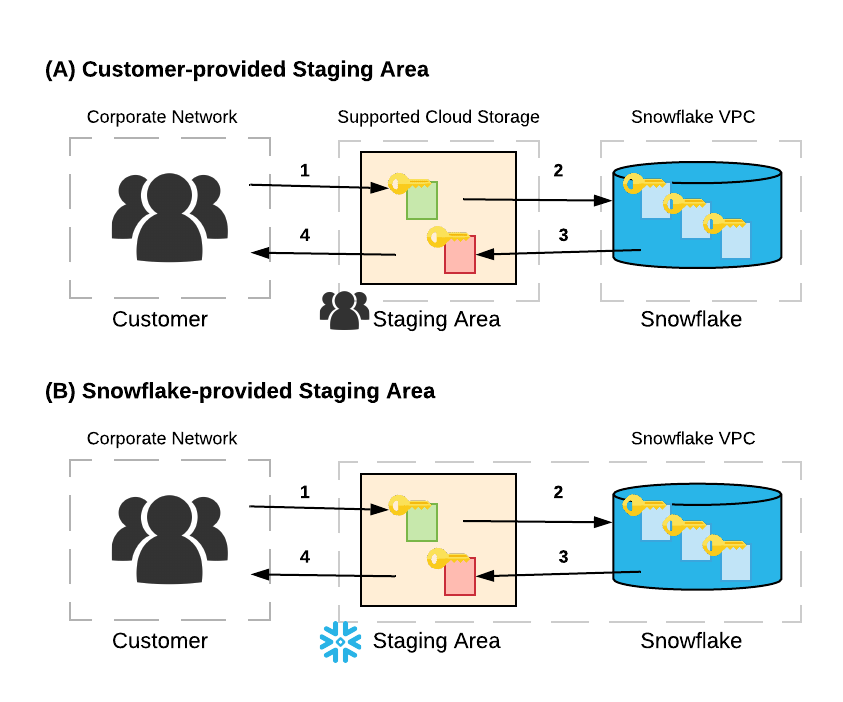 (A) Customer-provided Staging Area
Corporate Network
Supported Cloud Storage
Snowflake VPC
1
2
4
3
Customer
Staging Area
Snowflake
(B) Snowflake-provided Staging Area
Corporate Network
Snowflake VPC
1
2
4
3
Customer
Staging Area
Snowflake